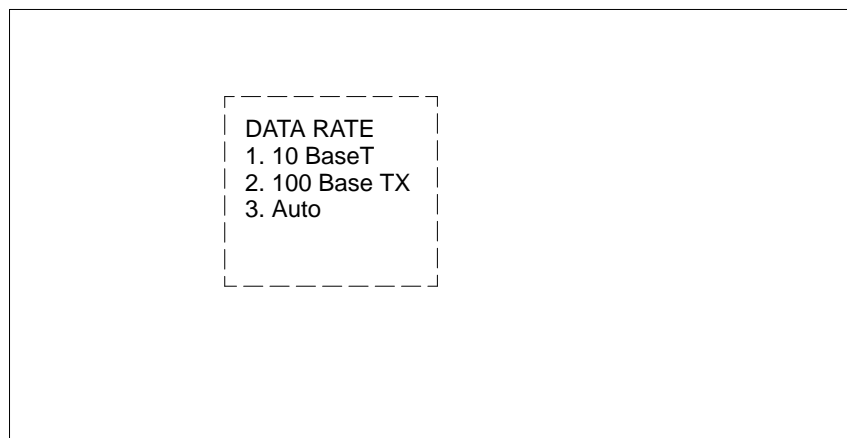 DATA RATE
1. 10 BaseT
2. 100 Base TX
3. Auto